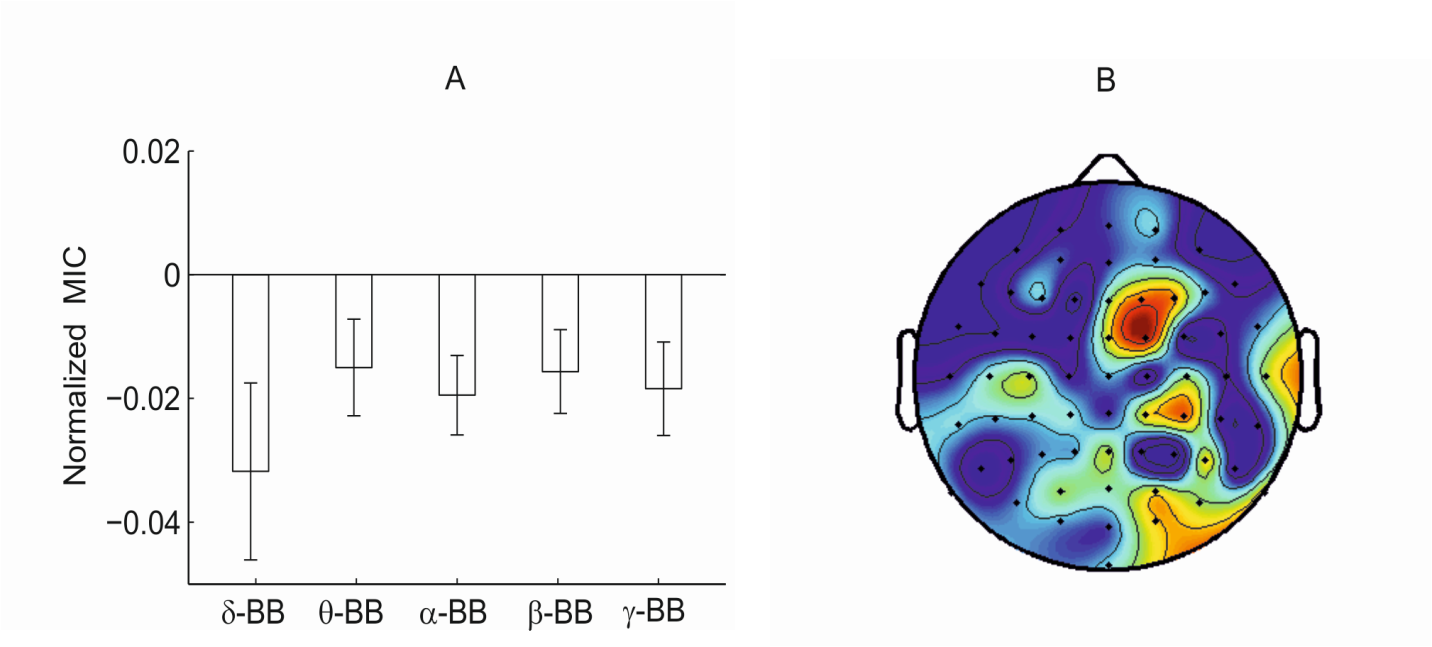 A
B
0.02
0
−0.02
−0.04
Normalized MIC
δ-BB θ-BB α-BB β-BB γ-BB